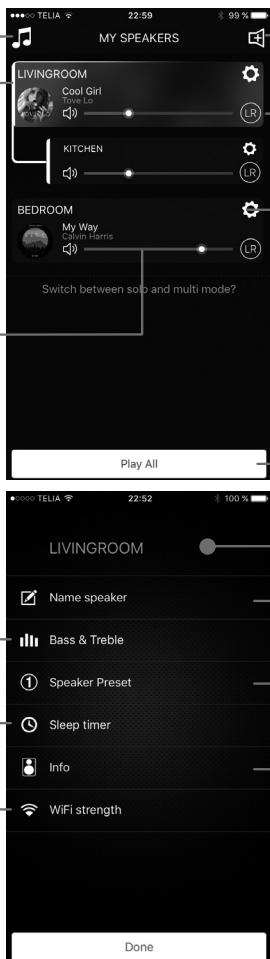 TELIA 22:59 99 %
MY SPEAKERS
LIVINGROOM
Cool Girl
Tove Lo
LR
KITCHEN
LR
BEDROOM
My Way
Calvin Harris
LR
Switch between solo and multi mode?
Play All
TELIA 22:52 100 %
LIVINGROOM
Name speaker
Bass & Treble
1 Speaker Preset
Sleep timer
Info
WiFi strength
Done